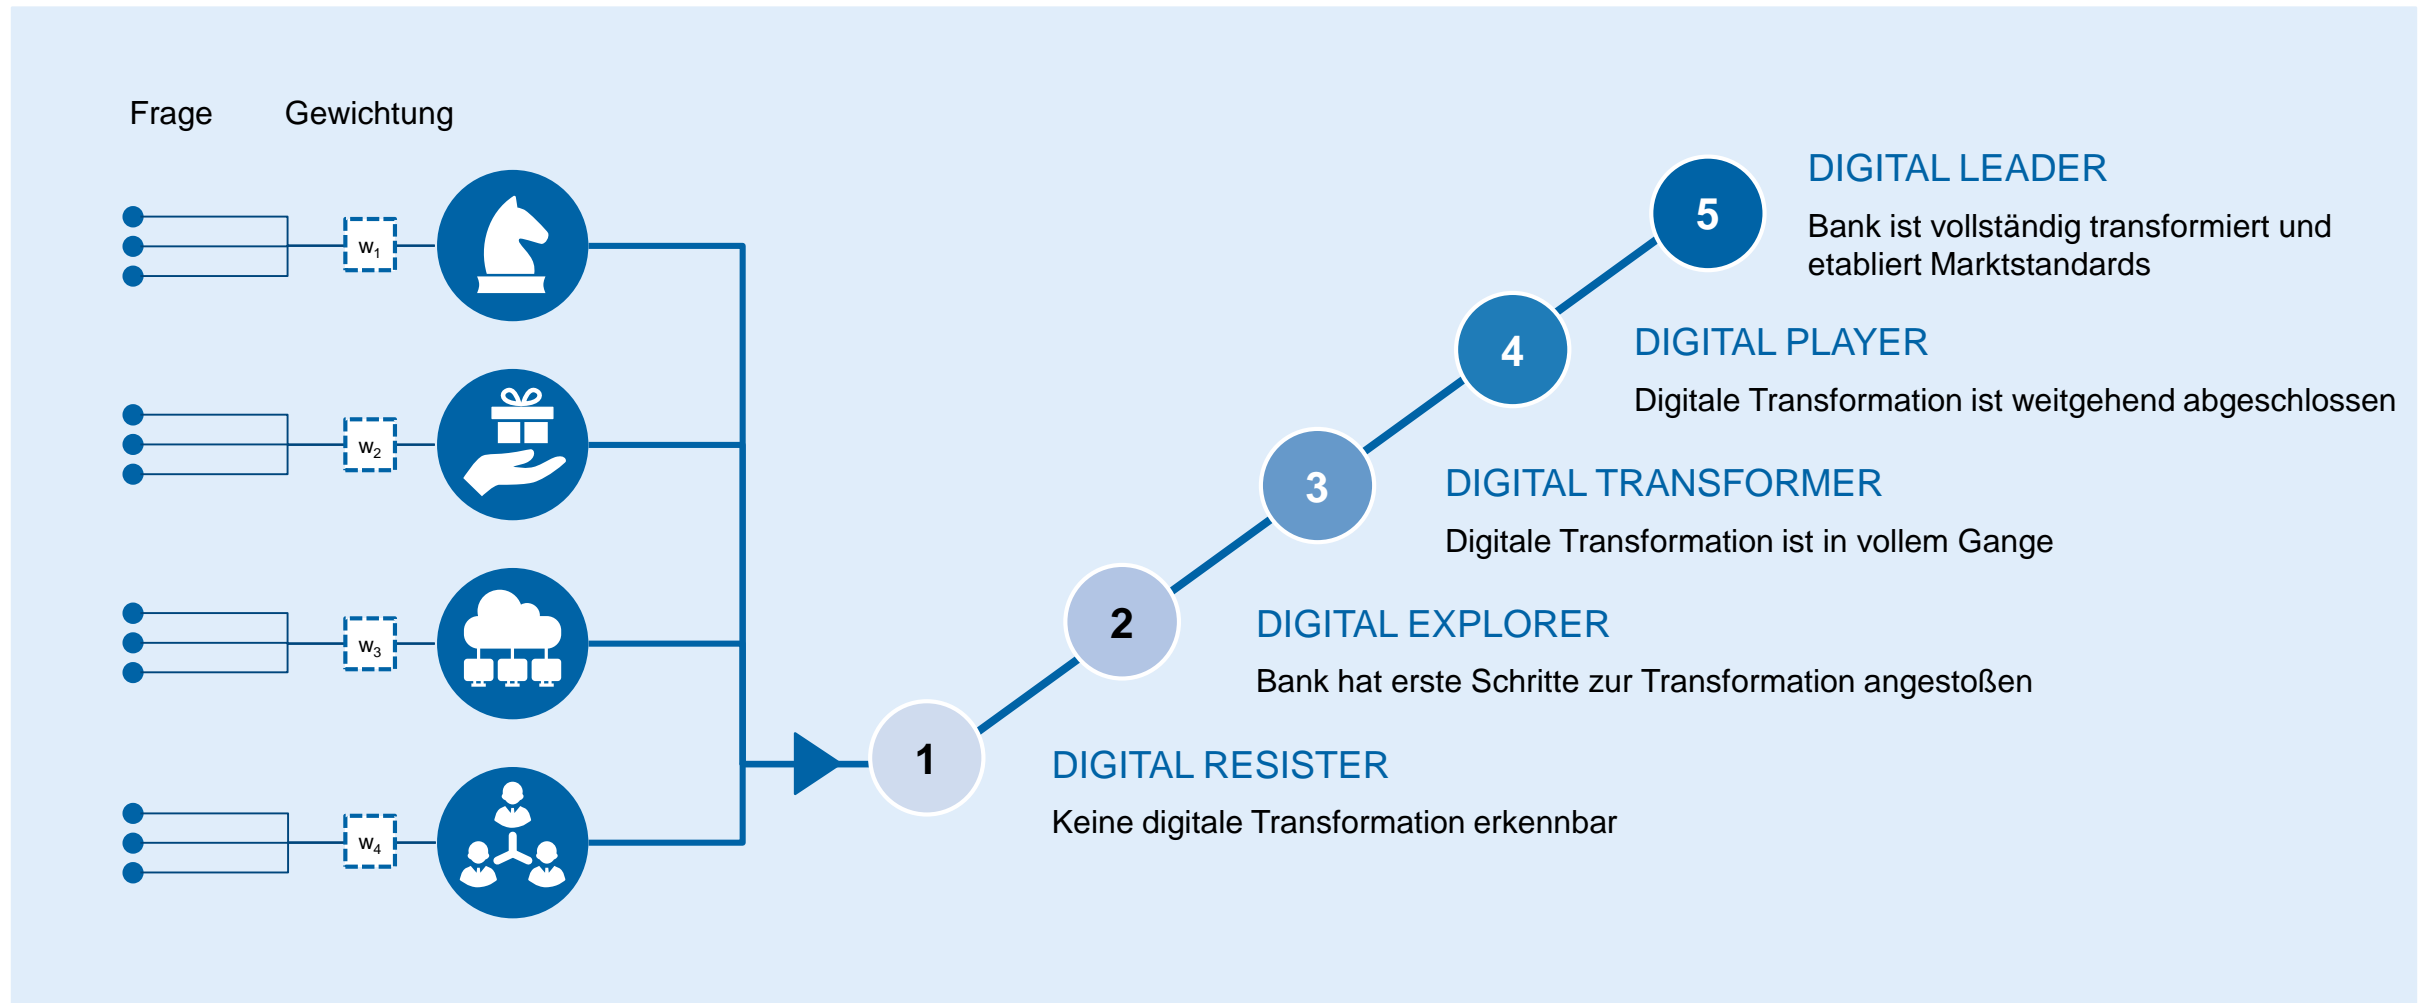 Frage Gewichtung
w1
w2
w3
w4
5
DIGITAL LEADER
Bank ist vollständig transformiert und
etabliert Marktstandards
4
DIGITAL PLAYER
Digitale Transformation ist weitgehend abgeschlossen
3
DIGITAL TRANSFORMER
Digitale Transformation ist in vollem Gange
2
DIGITAL EXPLORER
Bank hat erste Schritte zur Transformation angestoßen
1
DIGITAL RESISTER
Keine digitale Transformation erkennbar